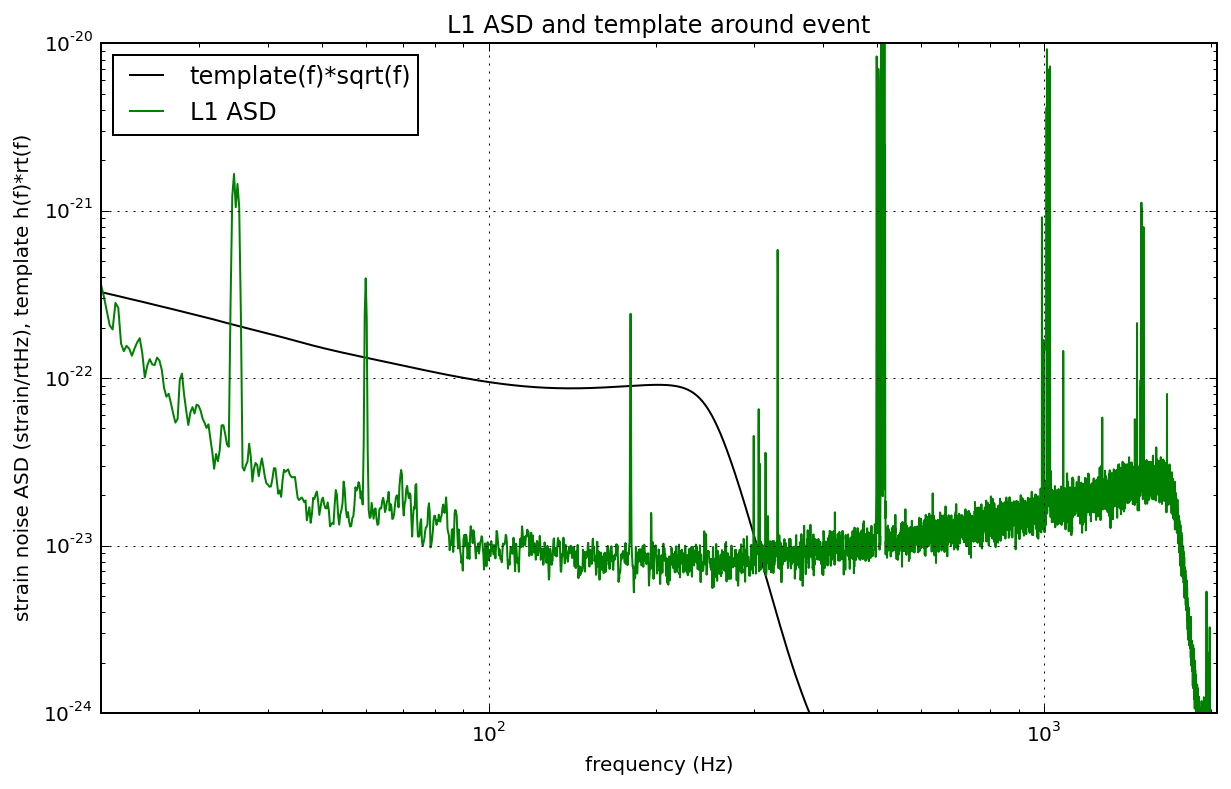 L1 ASD and template around event
template(f)*sqrt(f)
L1 ASD
strain noise ASD (strain/rtHz), template h(f)*rt(f)
10^-20
10^-21
10^-22
10^-23
10^-24
10^2
10^3
frequency (Hz)